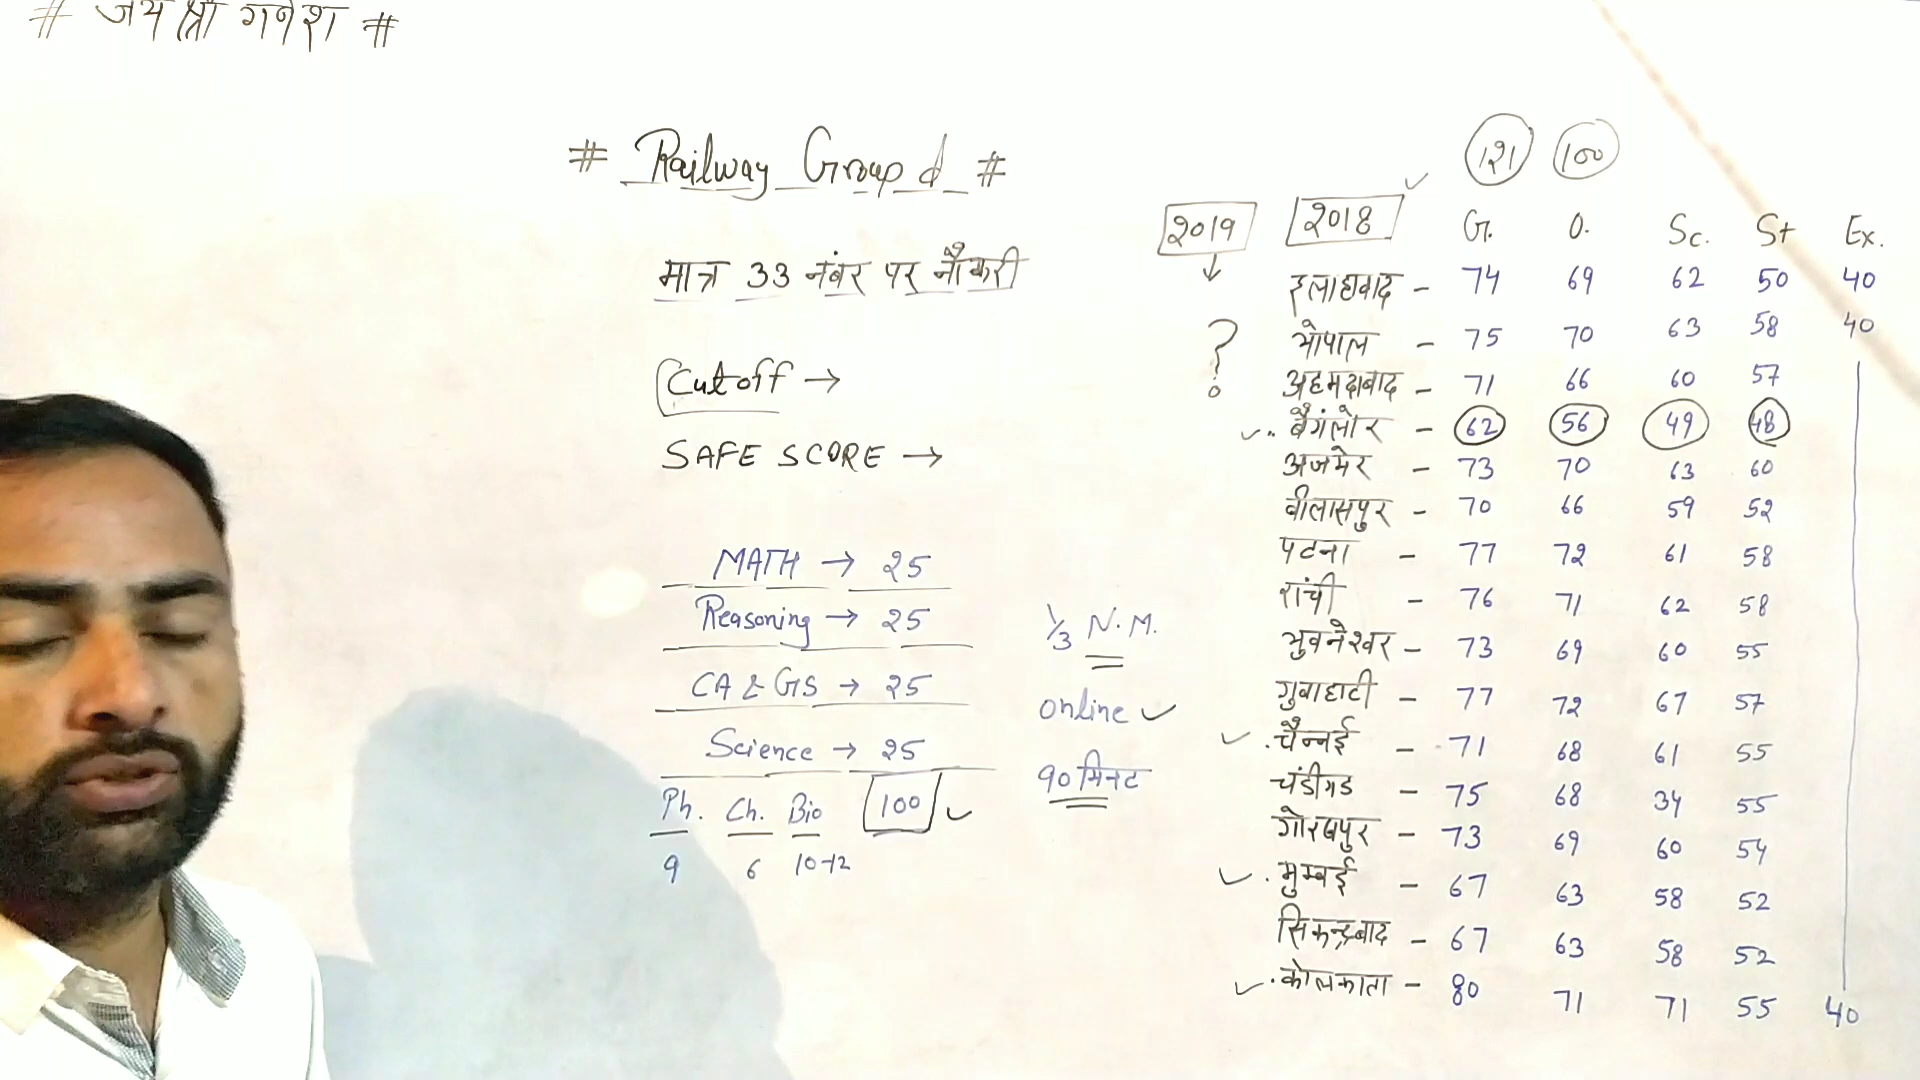 # जय श्री गणेश #
# Railway Group d #
मात्र 33 नंबर पर नौकरी
Cutoff →
SAFE SCORE →
MATH → 25
Reasoning → 25
CA & GS → 25
Science → 25
Ph. Ch. Bio 100 ✓
9 6 10-12
1/3 N.M.
online ✓
90 मिनट
121 100
2019 2018 ✓ G. O. Sc. St Ex.
↓
?
इलाहाबाद - 74 69 62 50 40
भोपाल - 75 70 63 58 40
अहमदाबाद - 71 66 60 57
✓ बैंगंलोर - 62 56 49 48
अजमेर - 73 70 63 60
बीलासपुर - 70 66 59 52
पटना - 77 72 61 58
रांची - 76 71 62 58
भुवनेश्वर - 73 69 60 55
गुवाहाटी - 77 72 67 57
✓ चैन्नई - 71 68 61 55
चंडीगड - 75 68 34 55
गोरखपुर - 73 69 60 54
✓ मुम्बई - 67 63 58 52
सिकन्द्रबाद - 67 63 58 52
✓ कोलकाता - 80 71 71 55 40